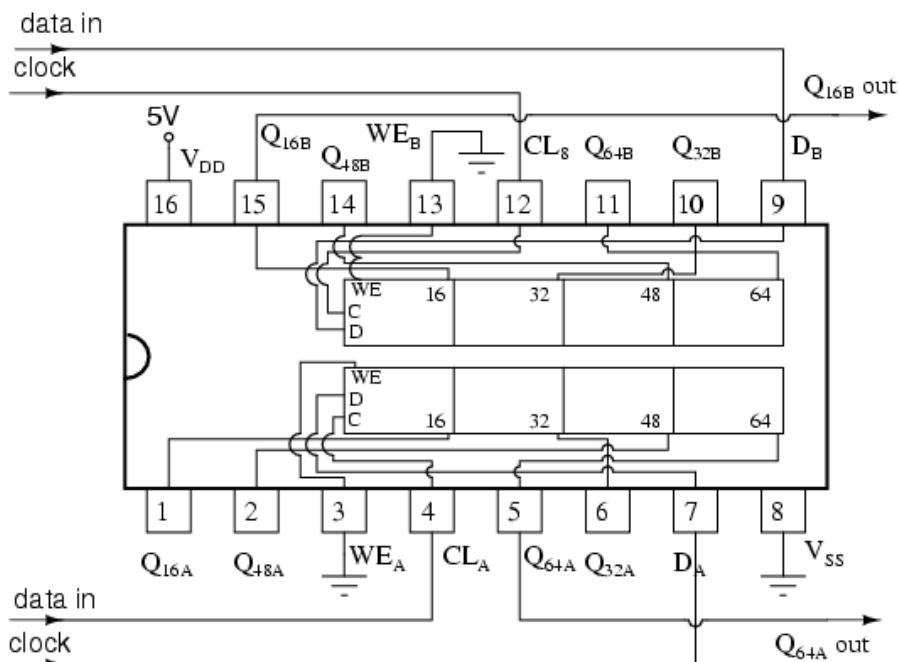 data in
clock
Q16B out
5V
VDD
Q16B
Q48B
WEB
CL8
Q64B
Q32B
DB
16 15 14 13 12 11 10 9
WE 16 32 48 64
C
D
WE
D
C 16 32 48 64
1 2 3 4 5 6 7 8
Q16A
Q48A
WEA
CLA
Q64A
Q32A
DA
VSS
data in
clock
Q64A out